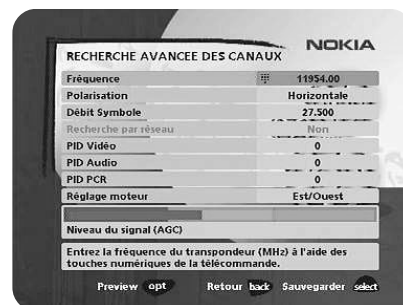 NOKIA
RECHERCHE AVANCEE DES CANAUX
Fréquence 11954.00
Polarisation Horizontale
Débit Symbole 27.500
Recherche par réseau Non
PID Vidéo 0
PID Audio 0
PID PCR 0
Réglage moteur Est/Ouest
Niveau du signal (AGC)
Entrez la fréquence du transpondeur (MHz) à l'aide des
touches numériques de la télécommande.
Preview opt Retour back Sauvegarder select